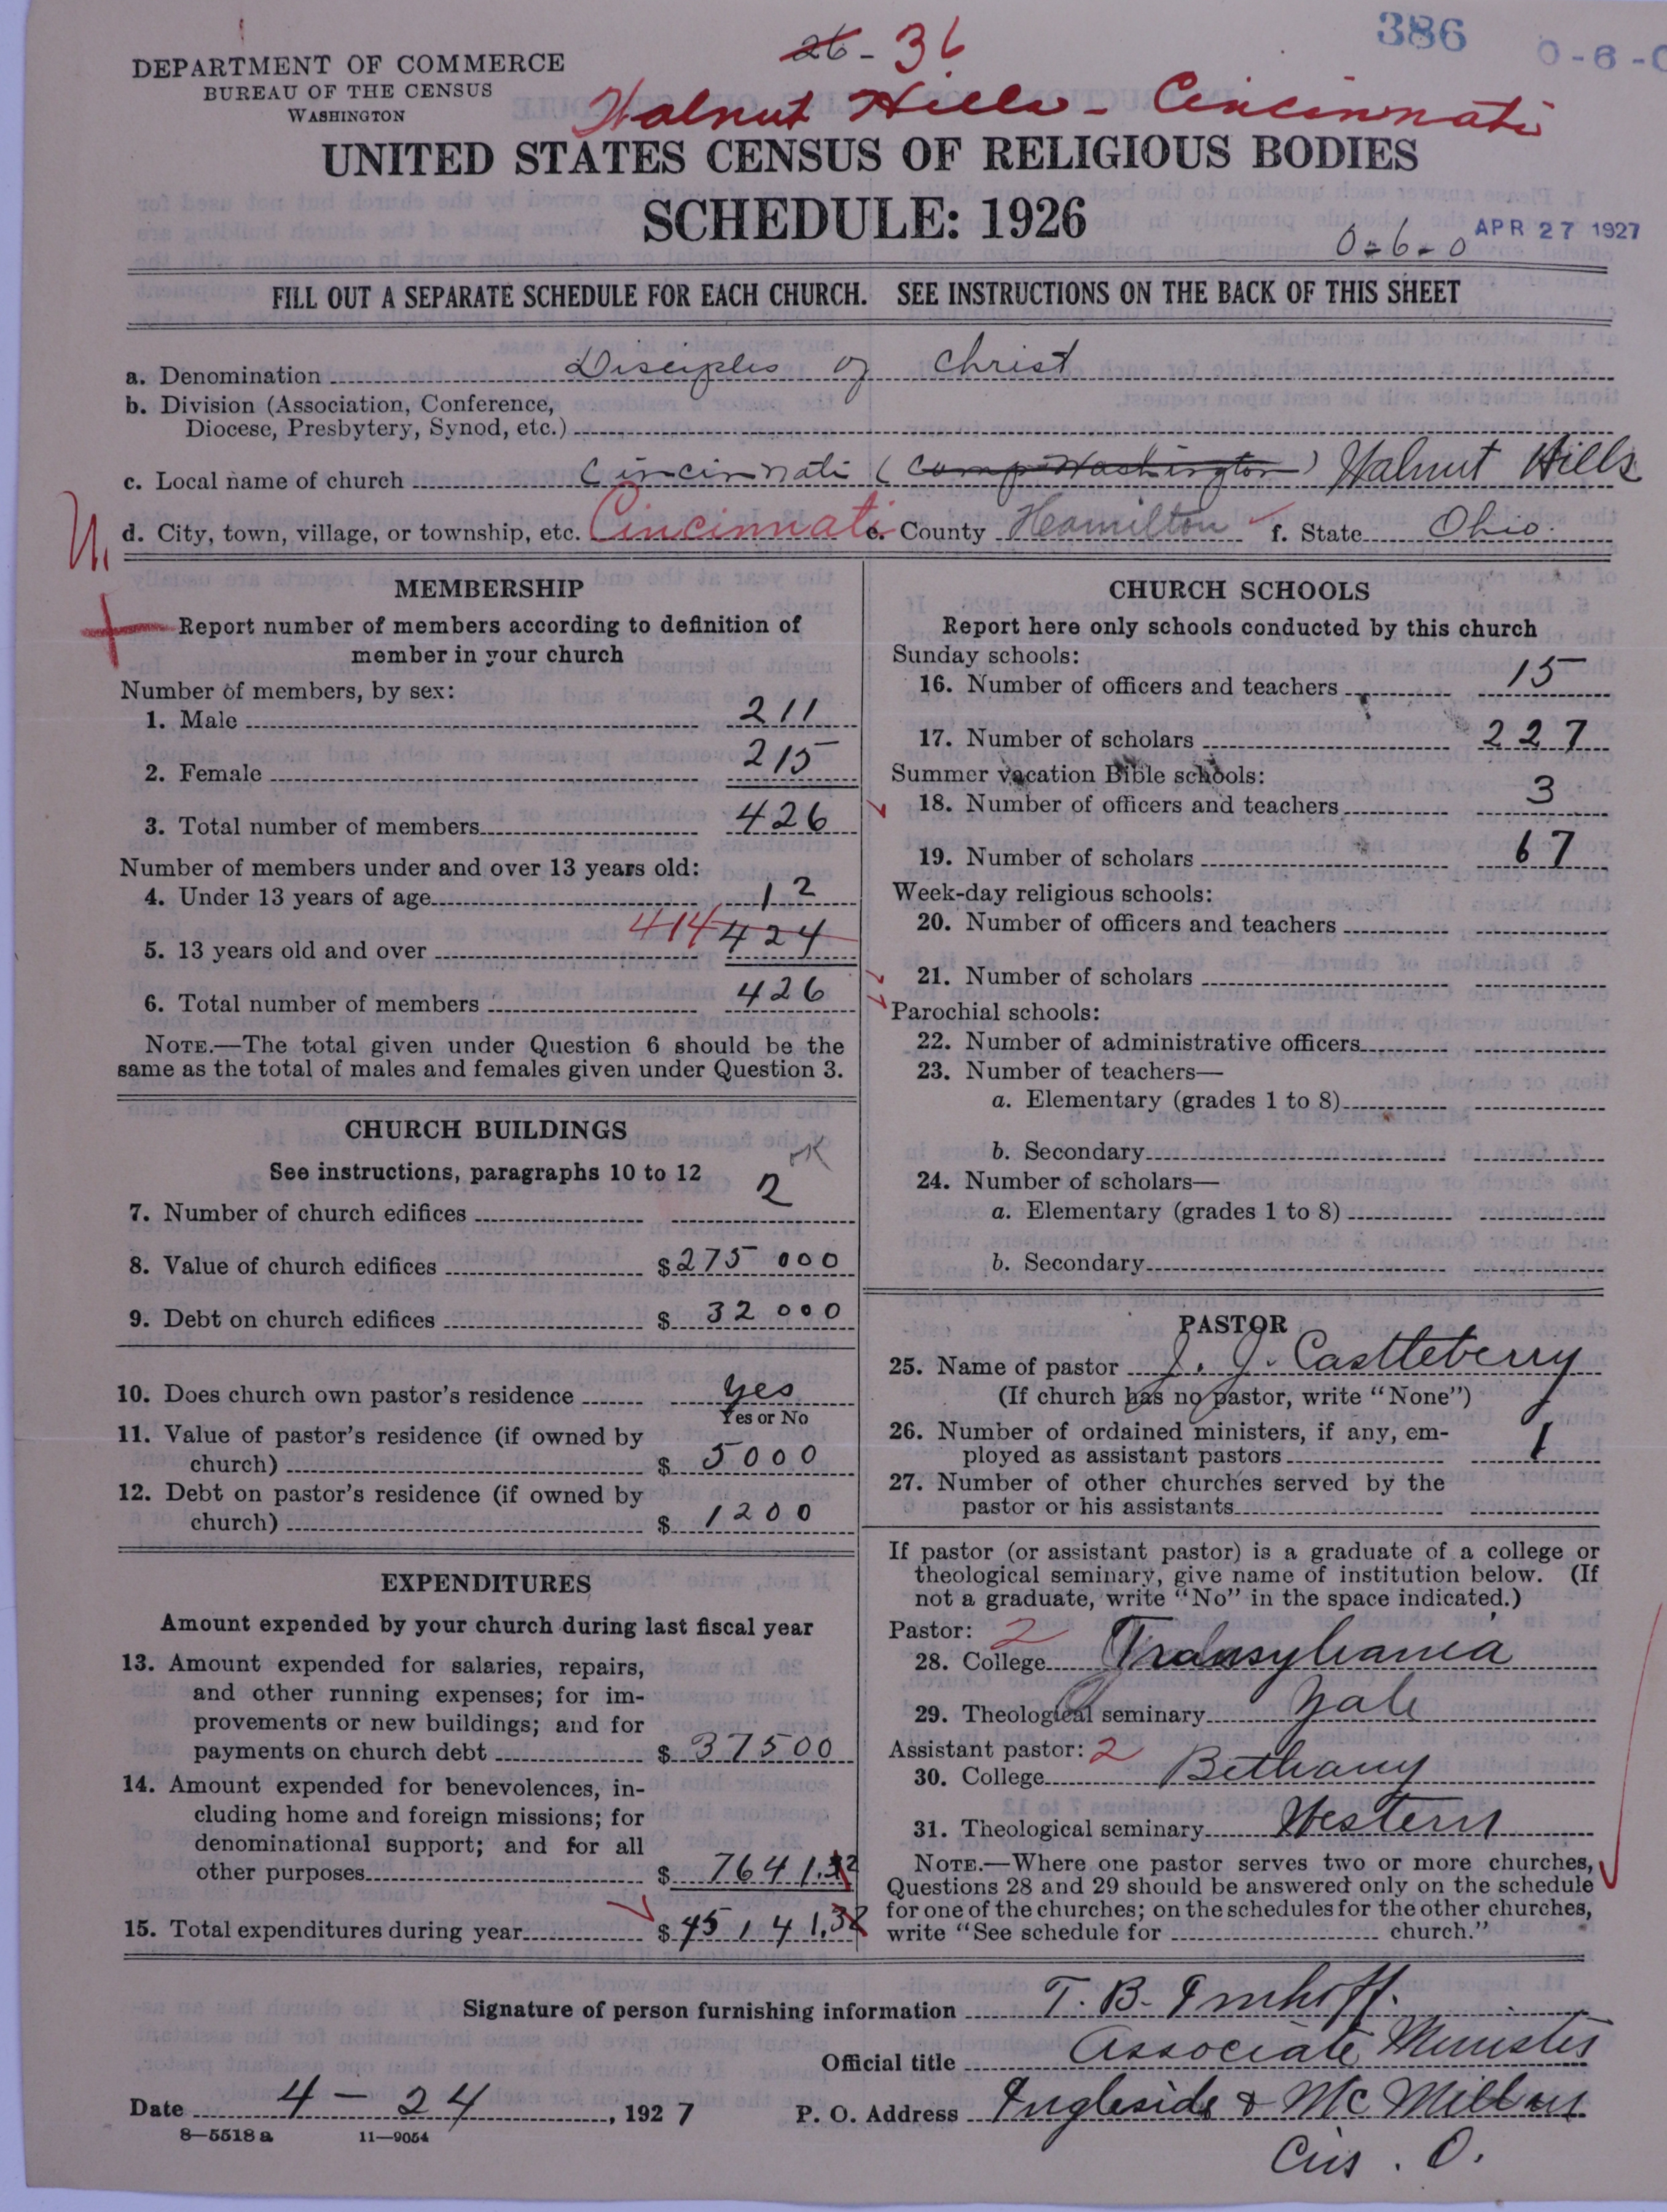 386
26 - 36
0-6-0
DEPARTMENT OF COMMERCE
BUREAU OF THE CENSUS
WASHINGTON
Walnut Hills - Cincinnati
UNITED STATES CENSUS OF RELIGIOUS BODIES
SCHEDULE: 1926
0-6-0
APR 27 1927
FILL OUT A SEPARATE SCHEDULE FOR EACH CHURCH. SEE INSTRUCTIONS ON THE BACK OF THIS SHEET
a. Denomination Disciples of Christ
b. Division (Association, Conference,
Diocese, Presbytery, Synod, etc.)
c. Local name of church Cincinnati (Camp Washington) Walnut Hills
d. City, town, village, or township, etc. Cincinnati e. County Hamilton f. State Ohio.
MEMBERSHIP
Report number of members according to definition of
member in your church
Number of members, by sex:
1. Male 211
2. Female 215
3. Total number of members 426
Number of members under and over 13 years old:
4. Under 13 years of age 12
5. 13 years old and over 414 424
6. Total number of members 426
NOTE.—The total given under Question 6 should be the
same as the total of males and females given under Question 3.
CHURCH BUILDINGS
OK
See instructions, paragraphs 10 to 12
7. Number of church edifices 2
8. Value of church edifices $ 275 000
9. Debt on church edifices $ 32 000
10. Does church own pastor's residence yes
Yes or No
11. Value of pastor's residence (if owned by
church) $ 5000
12. Debt on pastor's residence (if owned by
church) $ 1200
EXPENDITURES
Amount expended by your church during last fiscal year
13. Amount expended for salaries, repairs,
and other running expenses; for im-
provements or new buildings; and for
payments on church debt $ 37500
14. Amount expended for benevolences, in-
cluding home and foreign missions; for
denominational support; and for all
other purposes $ 7641.32
15. Total expenditures during year $ 45141.32
CHURCH SCHOOLS
Report here only schools conducted by this church
Sunday schools:
16. Number of officers and teachers 15
17. Number of scholars 227
Summer vacation Bible schools:
18. Number of officers and teachers 3
19. Number of scholars 67
Week-day religious schools:
20. Number of officers and teachers
21. Number of scholars
Parochial schools:
22. Number of administrative officers
23. Number of teachers—
a. Elementary (grades 1 to 8)
b. Secondary
24. Number of scholars—
a. Elementary (grades 1 to 8)
b. Secondary
PASTOR
25. Name of pastor J. J. Castleberry
(If church has no pastor, write "None")
26. Number of ordained ministers, if any, em-
ployed as assistant pastors 1
27. Number of other churches served by the
pastor or his assistants
If pastor (or assistant pastor) is a graduate of a college or
theological seminary, give name of institution below. (If
not a graduate, write "No" in the space indicated.)
Pastor: 2
28. College Transylvania
29. Theological seminary Yale
Assistant pastor: 2
30. College Bethany
31. Theological seminary Western
NOTE.—Where one pastor serves two or more churches,
Questions 28 and 29 should be answered only on the schedule
for one of the churches; on the schedules for the other churches,
write "See schedule for church."
Signature of person furnishing information T. B. Imhoff.
Official title Associate Minister
Date 4 - 24, 1927 P. O. Address Ingleside & McMillan
8—5518 a 11—9054
Cin. O.